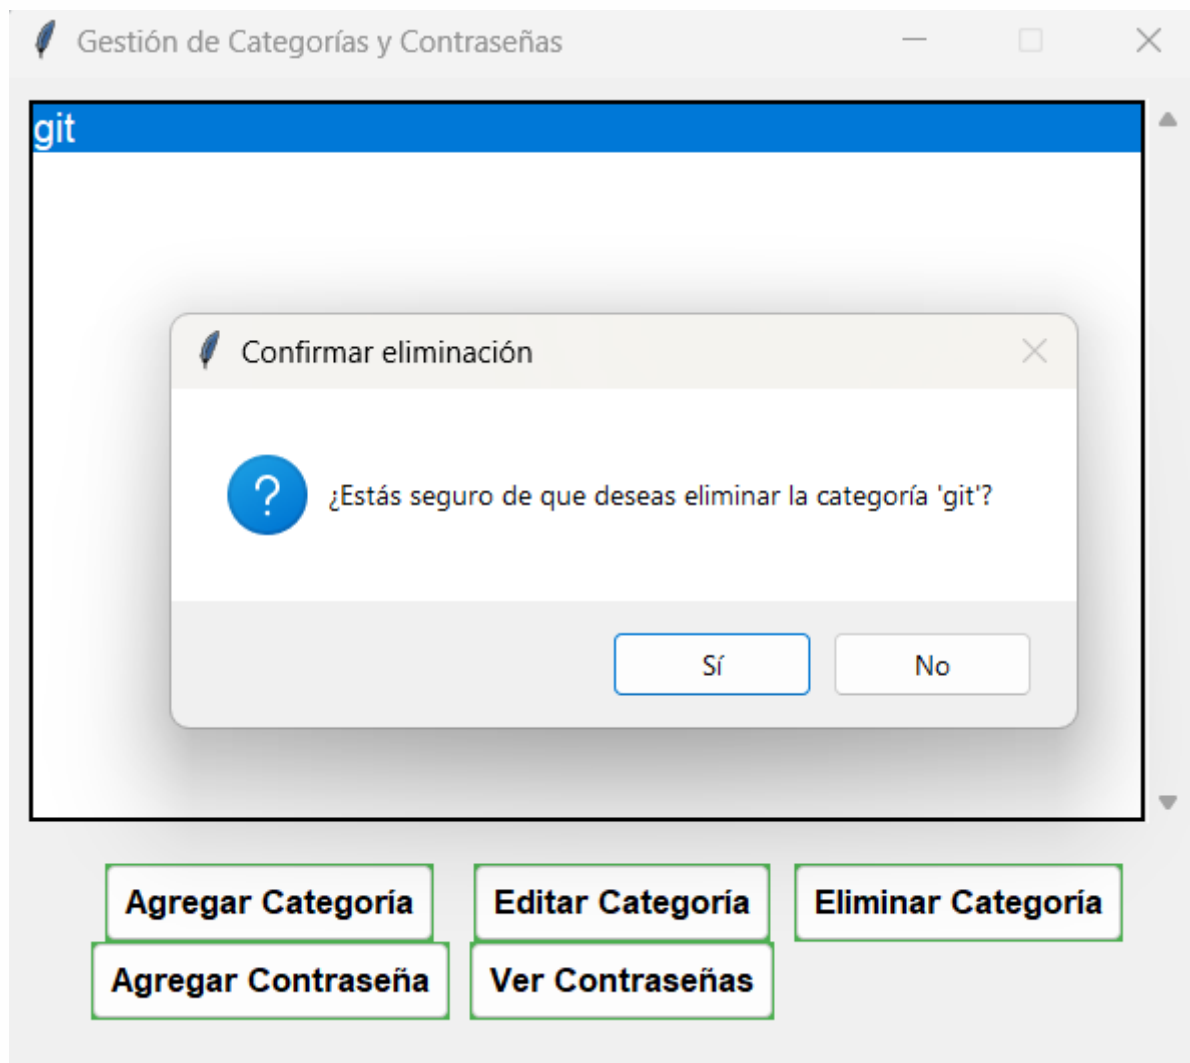 Gestión de Categorías y Contraseñas
git
Confirmar eliminación
¿Estás seguro de que deseas eliminar la categoría 'git'?
Sí No
Agregar Categoría Editar Categoría Eliminar Categoría
Agregar Contraseña Ver Contraseñas